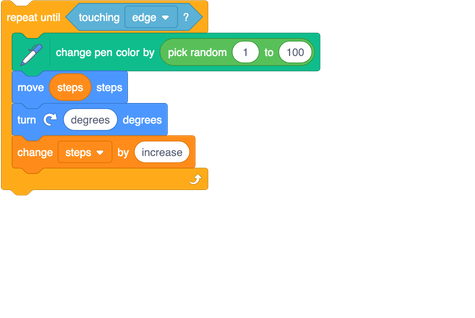 repeat until touching edge ?
change pen color by pick random 1 to 100
move steps steps
turn degrees degrees
change steps by increase